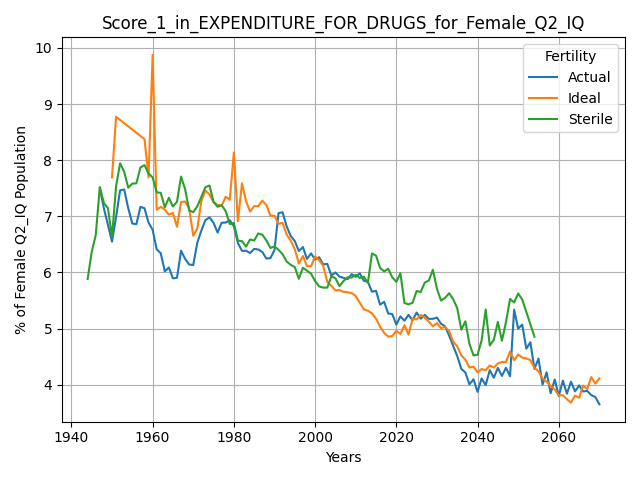 Score_1_in_EXPENDITURE_FOR_DRUGS_for_Female_Q2_IQ
% of Female Q2_IQ Population
10
9
8
7
6
5
4
Fertility
Actual
Ideal
Sterile
1940 1960 1980 2000 2020 2040 2060
Years